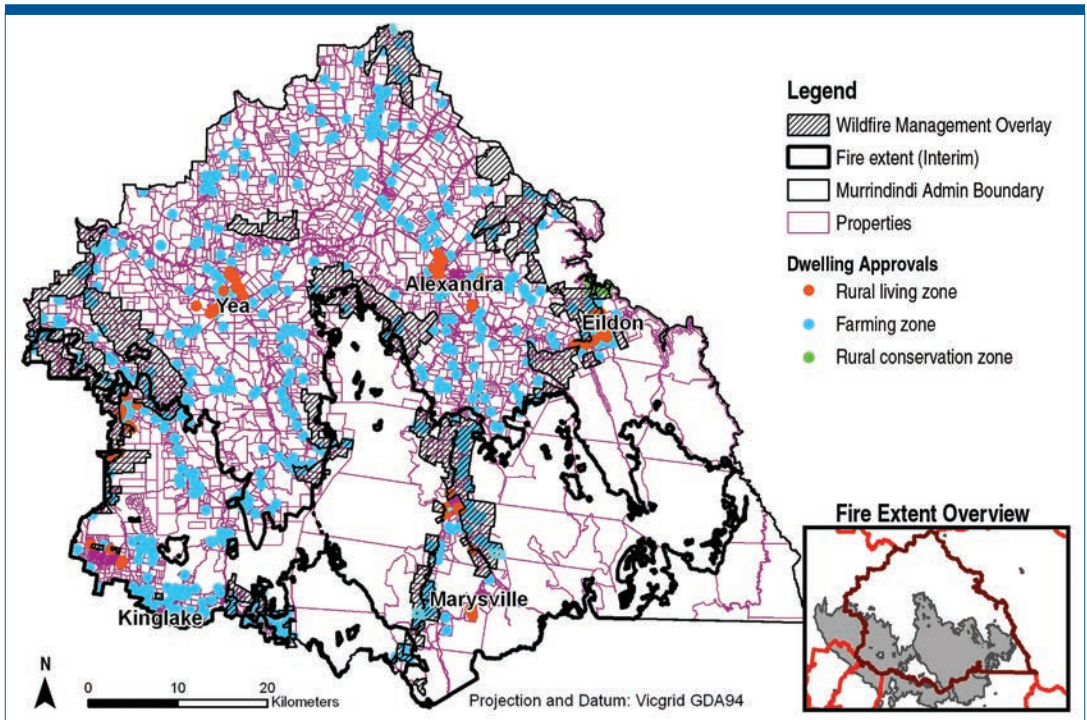 Legend
Wildfire Management Overlay
Fire extent (Interim)
Murrindindi Admin Boundary
Properties
Dwelling Approvals
Rural living zone
Farming zone
Rural conservation zone
Alexandra
Yea
Eildon
Marysville
Kinglake
Fire Extent Overview
N
0 10 20
Kilometers
Projection and Datum: Vicgrid GDA94